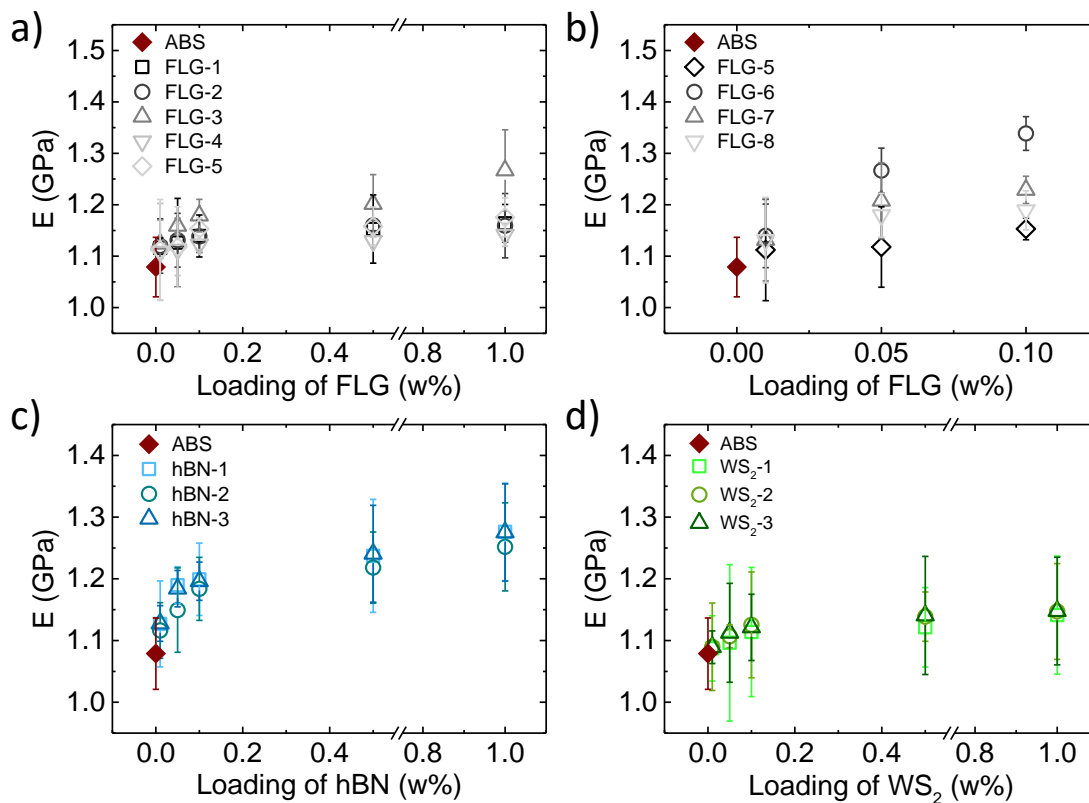 a)
E (GPa)
1.5
1.4
1.3
1.2
1.1
1.0
ABS
FLG-1
FLG-2
FLG-3
FLG-4
FLG-5
0.0 0.2 0.4 1.0
Loading of FLG (w%)
b)
E (GPa)
1.5
1.4
1.3
1.2
1.1
1.0
ABS
FLG-5
FLG-6
FLG-7
FLG-8
0.00 0.05 0.10
Loading of FLG (w%)
c)
E (GPa)
1.4
1.3
1.2
1.1
1.0
ABS
hBN-1
hBN-2
hBN-3
0.0 0.2 0.4 1.0
Loading of hBN (w%)
d)
E (GPa)
1.4
1.3
1.2
1.1
1.0
ABS
WS₂-1
WS₂-2
WS₂-3
0.0 0.2 0.4 1.0
Loading of WS₂ (w%)